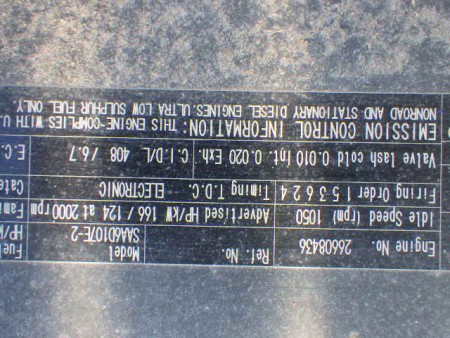 Engine No. 26608436 Ref. No. Model SAA6D107E-2 Fuel HP/k
Idle Speed (rpm) 1050 Advertised HP/kW 166 / 124 at 2000 rpm Fami
Firing Order 1 5 3 6 2 4 Timing T.D.C. ELECTRONIC Cate
Valve lash cold 0.010 Int. 0.020 Exh. C.I.D/L 408 / 6.7 E.C.
EMISSION CONTROL INFORMATION: THIS ENGINE COMPLIES WITH U.
NONROAD AND STATIONARY DIESEL ENGINES. ULTRA LOW SULPHUR FUEL ONLY.